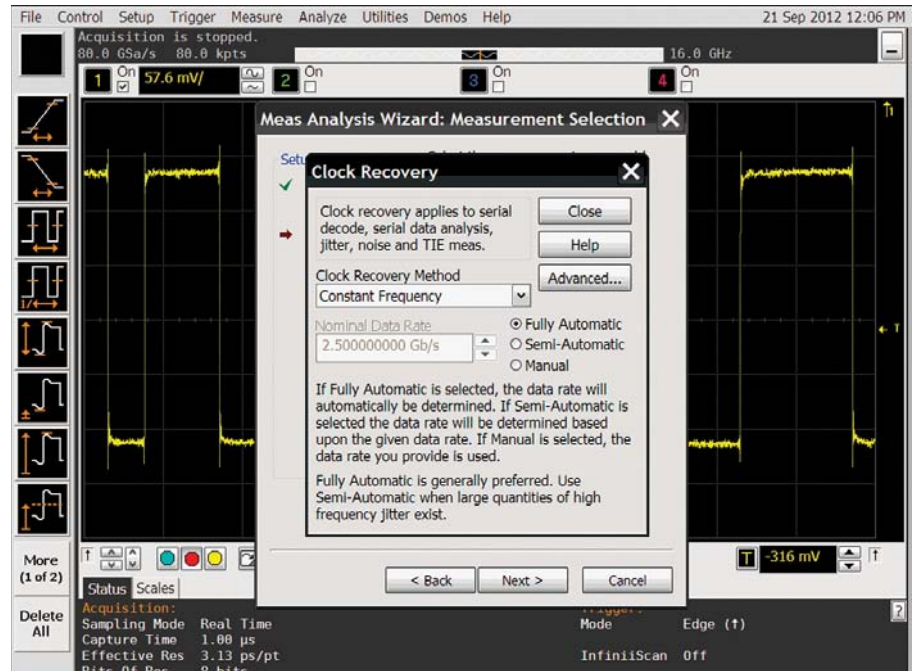 File Control Setup Trigger Measure Analyze Utilities Demos Help 21 Sep 2012 12:06 PM
Acquisition is stopped.
80.0 GSa/s 80.0 kpts 16.0 GHz
1 On 57.6 mV/ 2 On 3 On 4 On
Meas Analysis Wizard: Measurement Selection
Clock Recovery
Clock recovery applies to serial
decode, serial data analysis,
jitter, noise and TIE meas.
Close
Help
Advanced...
Clock Recovery Method
Constant Frequency
Nominal Data Rate
2.500000000 Gb/s
Fully Automatic
Semi-Automatic
Manual
If Fully Automatic is selected, the data rate will
automatically be determined. If Semi-Automatic is
selected the data rate will be determined based
upon the given data rate. If Manual is selected, the
data rate you provide is used.
Fully Automatic is generally preferred. Use
Semi-Automatic when large quantities of high
frequency jitter exist.
< Back Next > Cancel
More
(1 of 2)
Delete
All
T -316 mV
Status Scales
Acquisition:
Sampling Mode Real Time
Capture Time 1.00 µs
Effective Res 3.13 ps/pt
Mode Edge (↑)
InfiniiScan Off